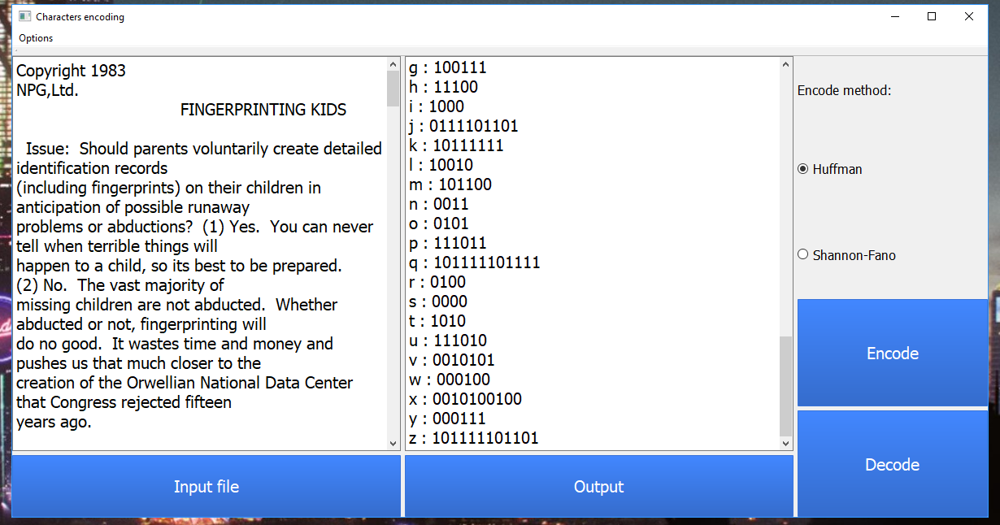 Characters encoding
Options
Copyright 1983
NPG,Ltd.
FINGERPRINTING KIDS
Issue:  Should parents voluntarily create detailed
identification records
(including fingerprints) on their children in
anticipation of possible runaway
problems or abductions?  (1) Yes.  You can never
tell when terrible things will
happen to a child, so its best to be prepared.
(2) No.  The vast majority of
missing children are not abducted.  Whether
abducted or not, fingerprinting will
do no good.  It wastes time and money and
pushes us that much closer to the
creation of the Orwellian National Data Center
that Congress rejected fifteen
years ago.
Input file
g : 100111
h : 11100
i : 1000
j : 0111101101
k : 10111111
l : 10010
m : 101100
n : 0011
o : 0101
p : 111011
q : 101111101111
r : 0100
s : 0000
t : 1010
u : 111010
v : 0010101
w : 000100
x : 0010100100
y : 000111
z : 101111101101
Output
Encode method:
Huffman
Shannon-Fano
Encode
Decode